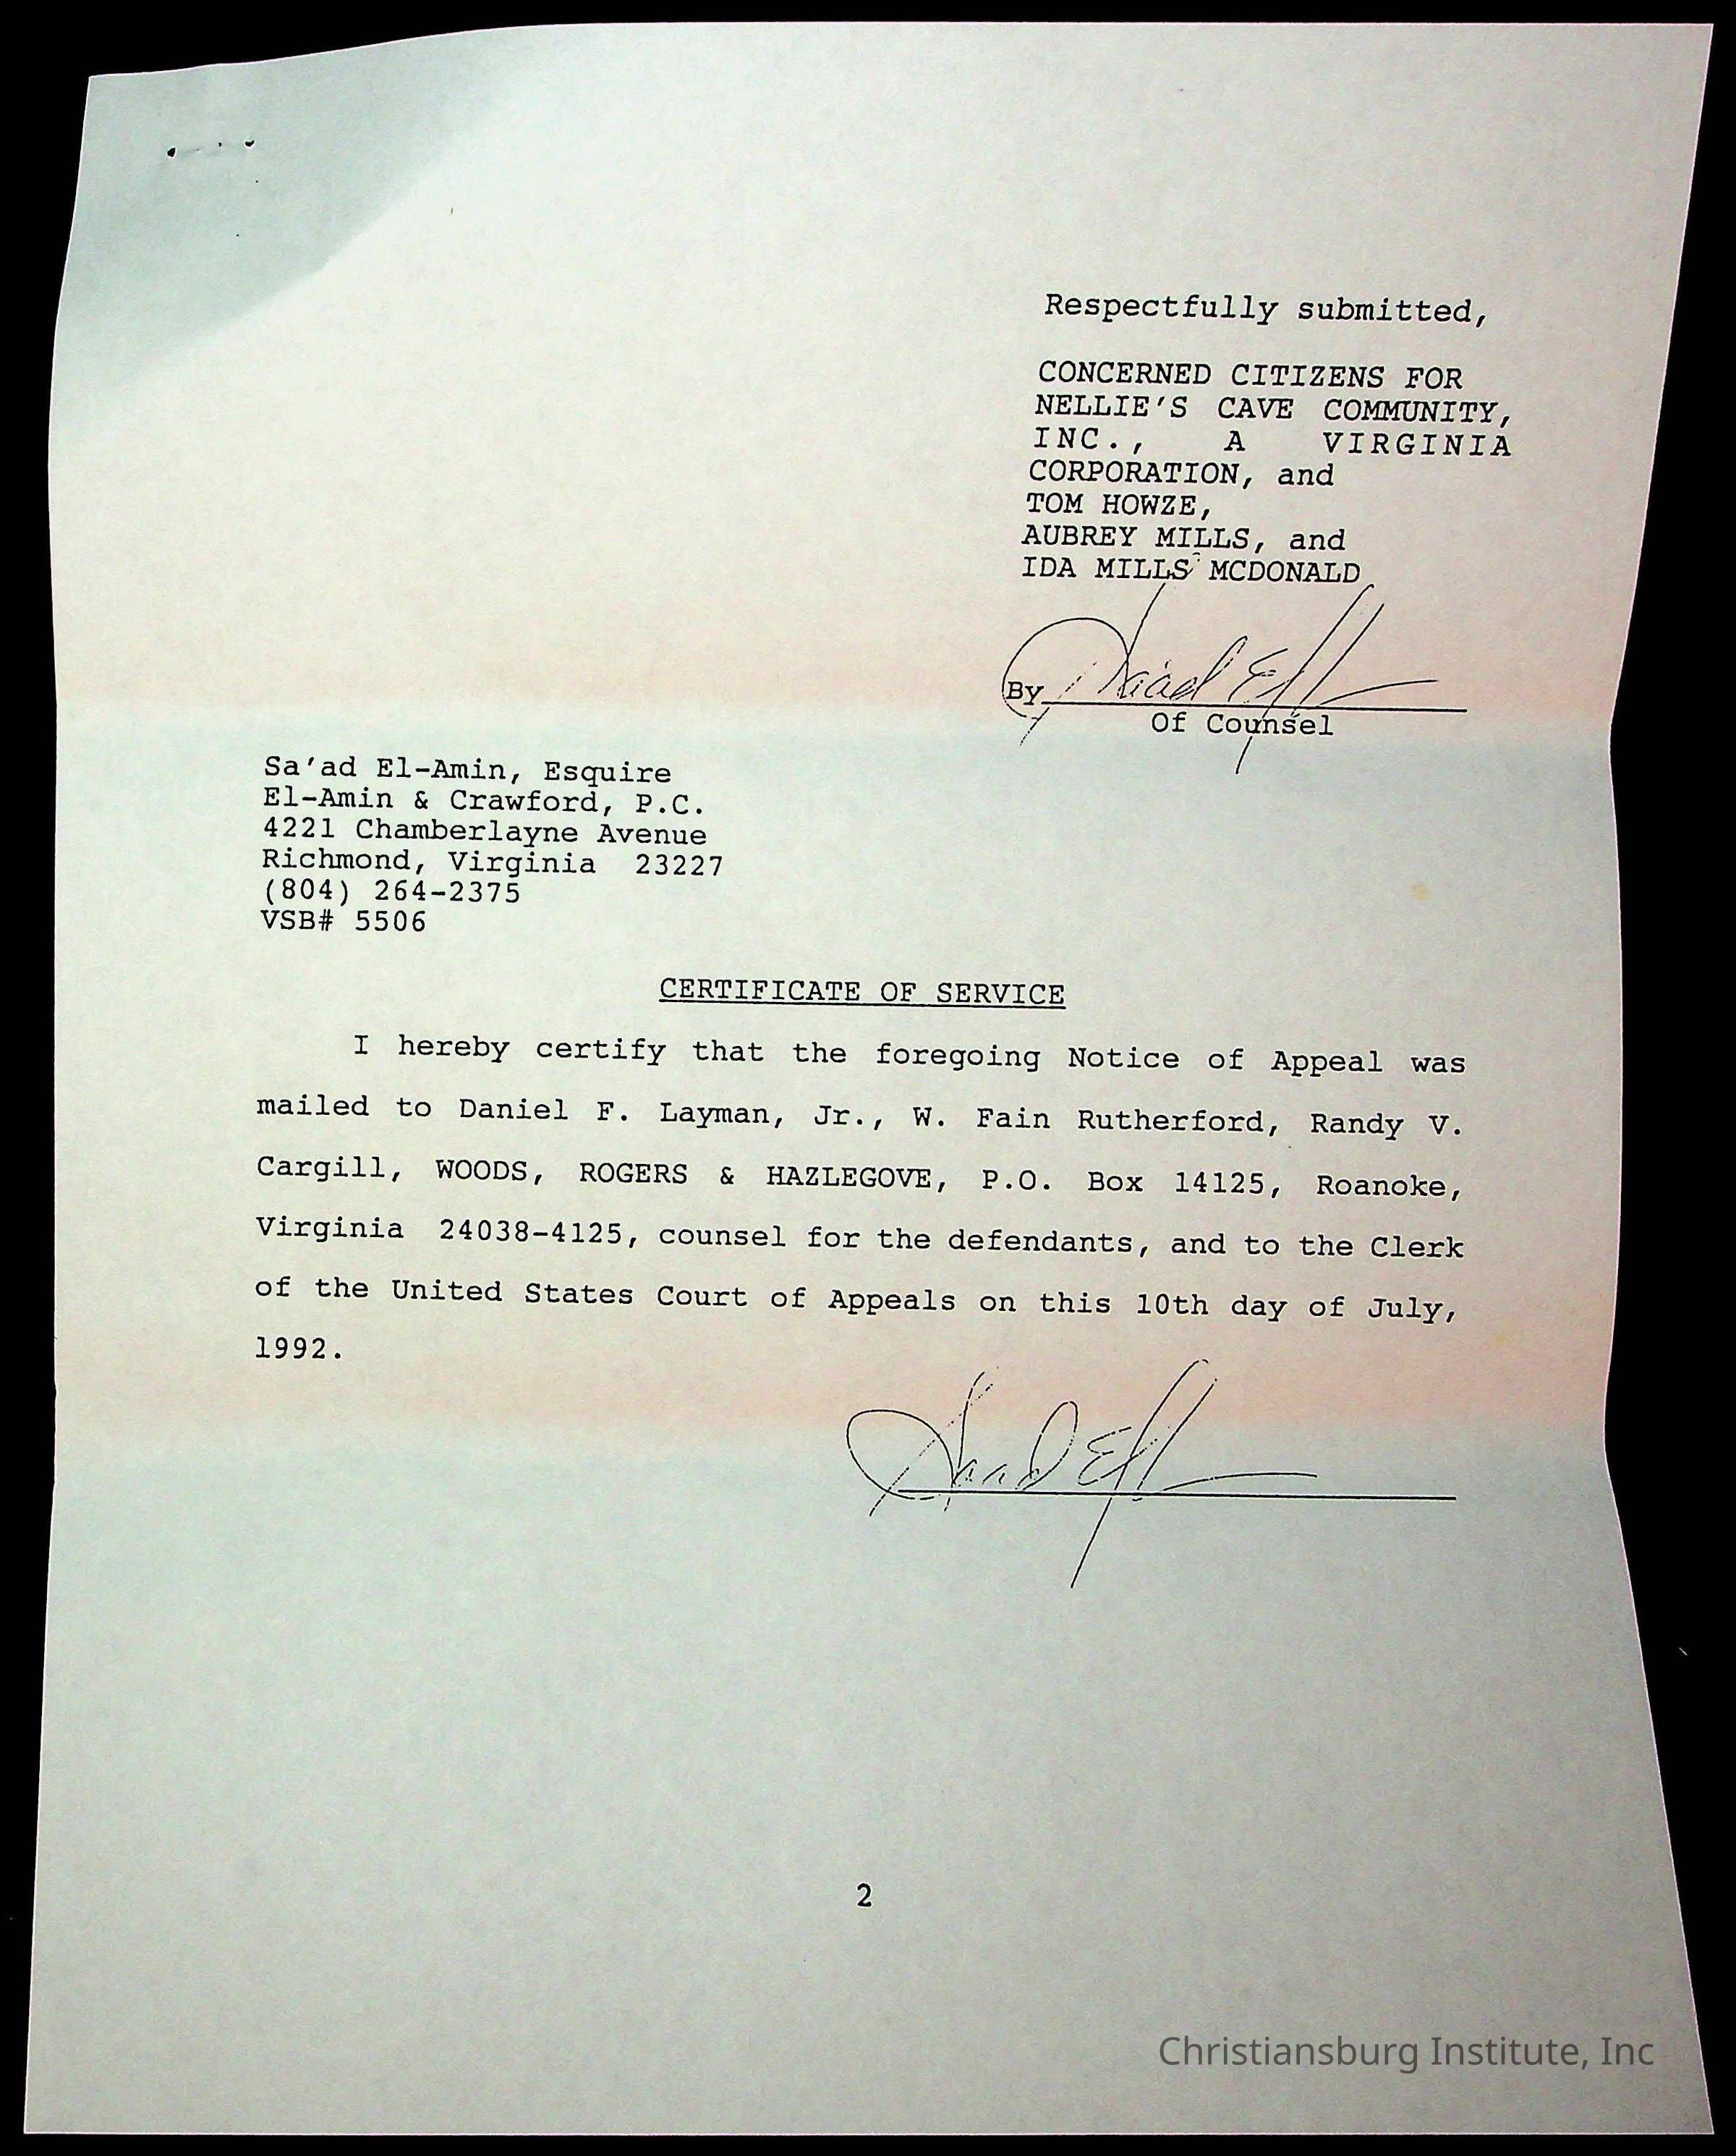 Respectfully submitted,
CONCERNED CITIZENS FOR
NELLIE'S CAVE COMMUNITY,
INC., A VIRGINIA
CORPORATION, and
TOM HOWZE,
AUBREY MILLS, and
IDA MILLS MCDONALD
By
Of Counsel
Sa'ad El-Amin, Esquire
El-Amin & Crawford, P.C.
4221 Chamberlayne Avenue
Richmond, Virginia 23227
(804) 264-2375
VSB# 5506
CERTIFICATE OF SERVICE
I hereby certify that the foregoing Notice of Appeal was
mailed to Daniel F. Layman, Jr., W. Fain Rutherford, Randy V.
Cargill, WOODS, ROGERS & HAZLEGOVE, P.O. Box 14125, Roanoke,
Virginia 24038-4125, counsel for the defendants, and to the Clerk
of the United States Court of Appeals on this 10th day of July,
1992.
2
Christiansburg Institute, Inc